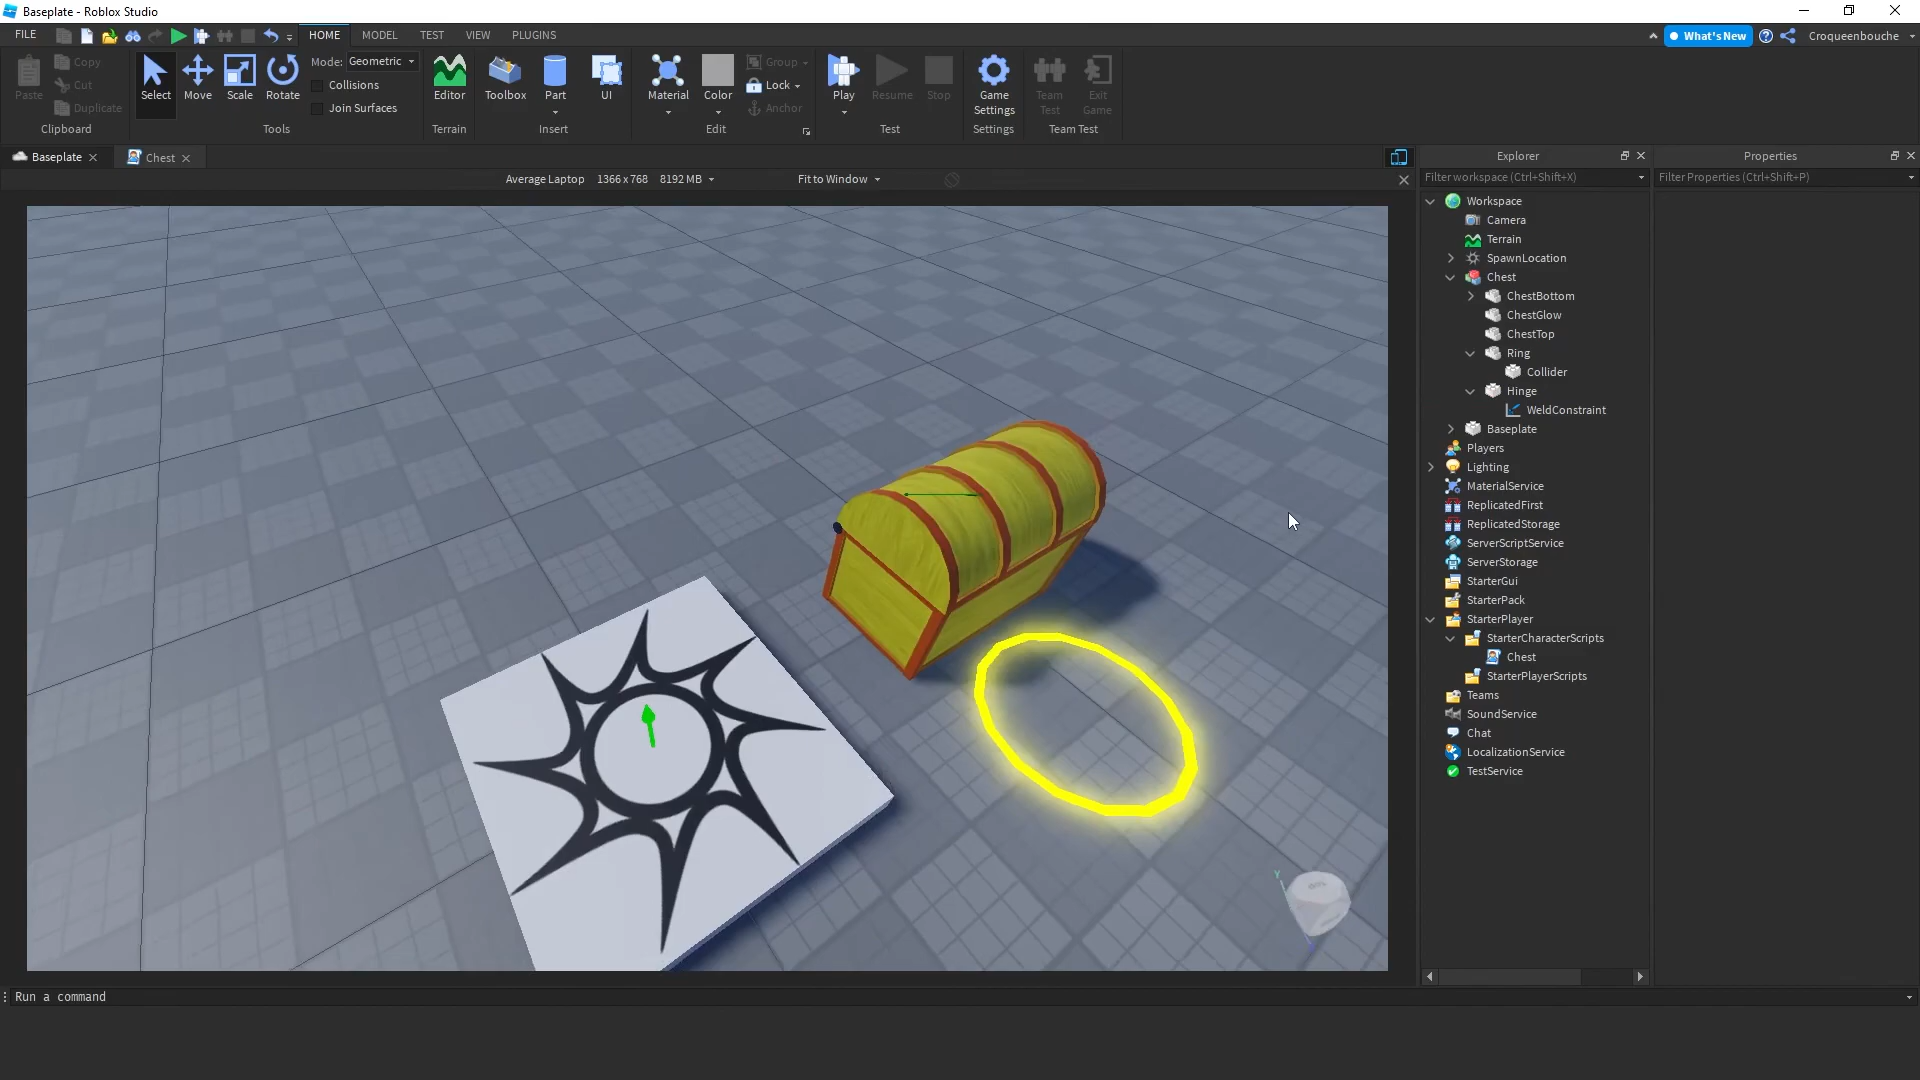 Baseplate - Roblox Studio
FILE
HOME
MODEL
TEST
VIEW
PLUGINS
What's New
Croqueenbouche
Paste
Copy
Cut
Duplicate
Clipboard
Select
Move
Scale
Rotate
Mode: Geometric
Collisions
Join Surfaces
Tools
Editor
Terrain
Toolbox
Part
UI
Insert
Material
Color
Group
Lock
Anchor
Edit
Play
Resume
Stop
Test
Game
Settings
Settings
Team
Test
Exit
Game
Team Test
Baseplate
Chest
Average Laptop 1366x768 8192 MB
Fit to Window
Explorer
Filter workspace (Ctrl+Shift+X)
Workspace
Camera
Terrain
SpawnLocation
Chest
ChestBottom
ChestGlow
ChestTop
Ring
Collider
Hinge
WeldConstraint
Baseplate
Players
Lighting
MaterialService
ReplicatedFirst
ReplicatedStorage
ServerScriptService
ServerStorage
StarterGui
StarterPack
StarterPlayer
StarterCharacterScripts
Chest
StarterPlayerScripts
Teams
SoundService
Chat
LocalizationService
TestService
Properties
Filter Properties (Ctrl+Shift+P)
Y
Run a command